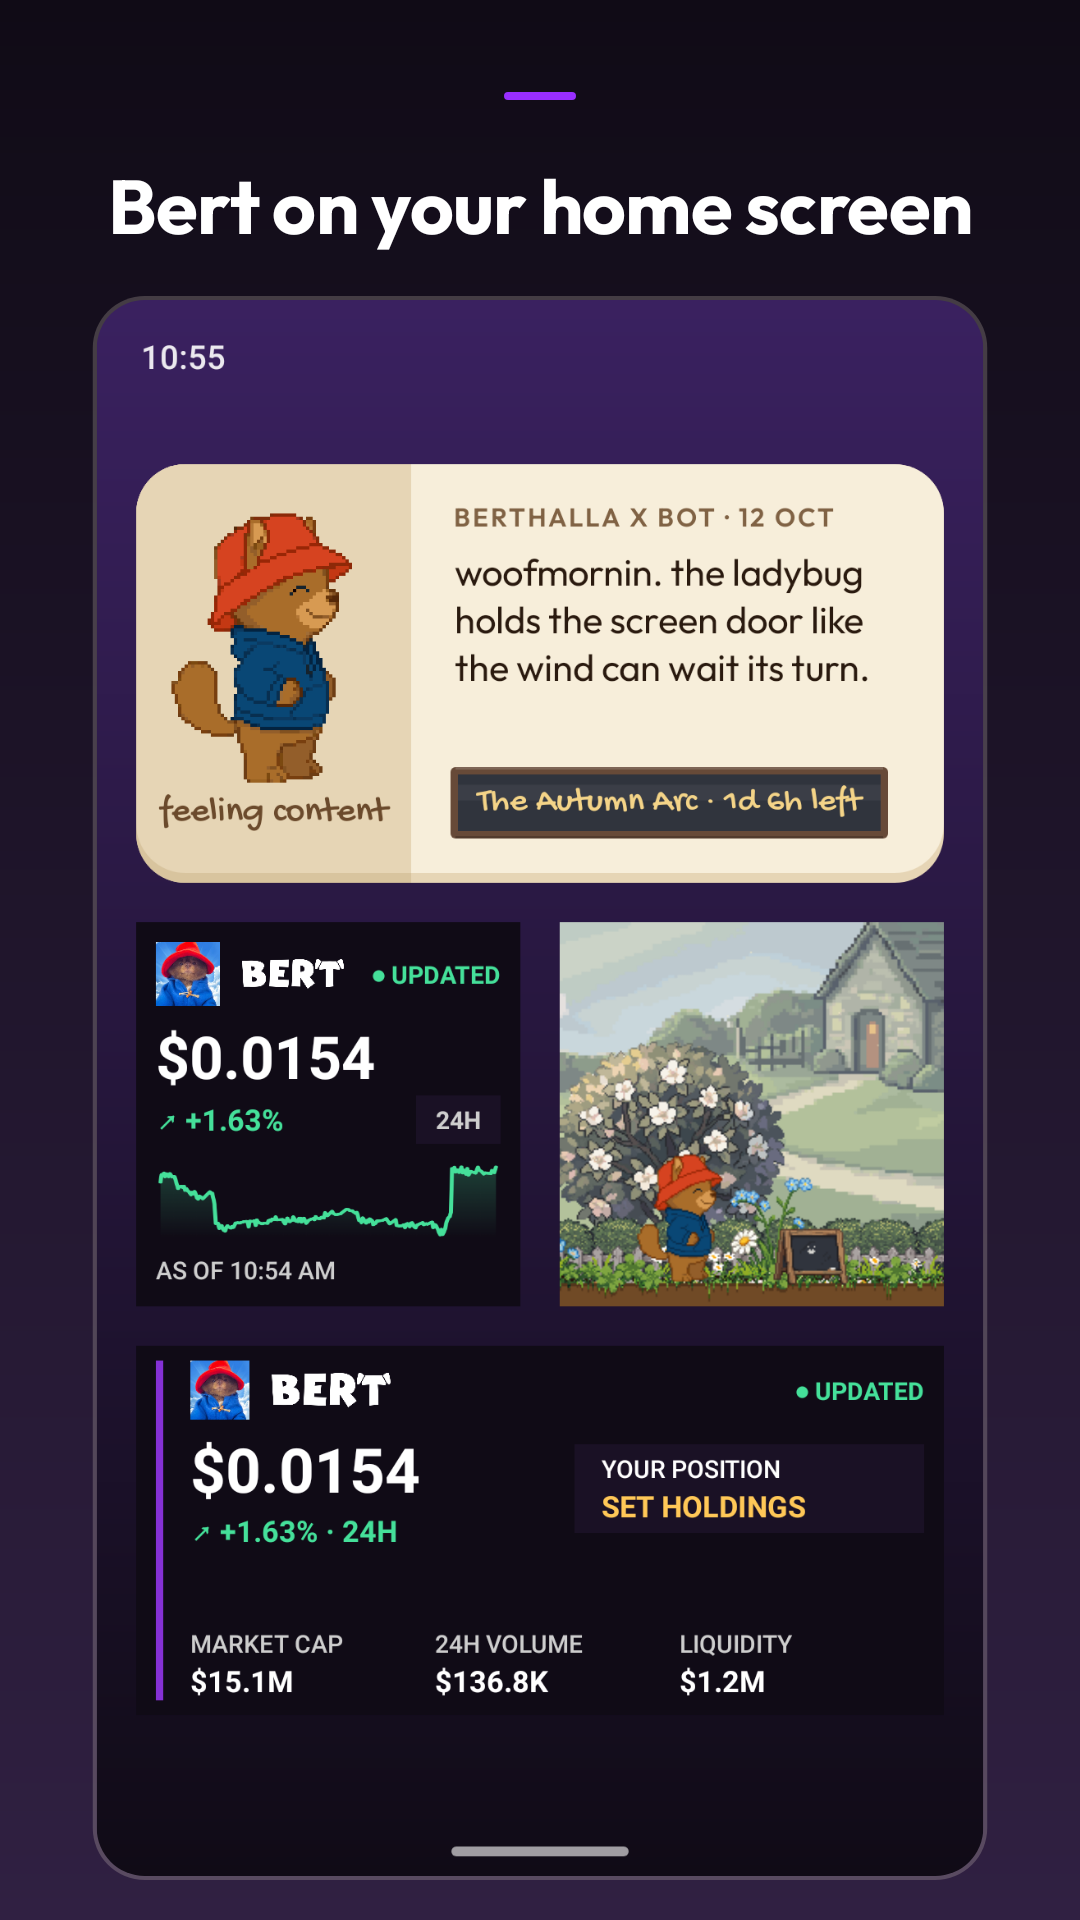 Bert on your home screen
10:55
BERTHALLA X BOT · 12 OCT
woofmornin. the ladybug
holds the screen door like
the wind can wait its turn.
feeling content
The Autumn Arc · 1d 6h left
BERT
● UPDATED
$0.0154
↗ +1.63%
24H
AS OF 10:54 AM
BERT
● UPDATED
$0.0154
↗ +1.63% · 24H
YOUR POSITION
SET HOLDINGS
MARKET CAP
$15.1M
24H VOLUME
$136.8K
LIQUIDITY
$1.2M